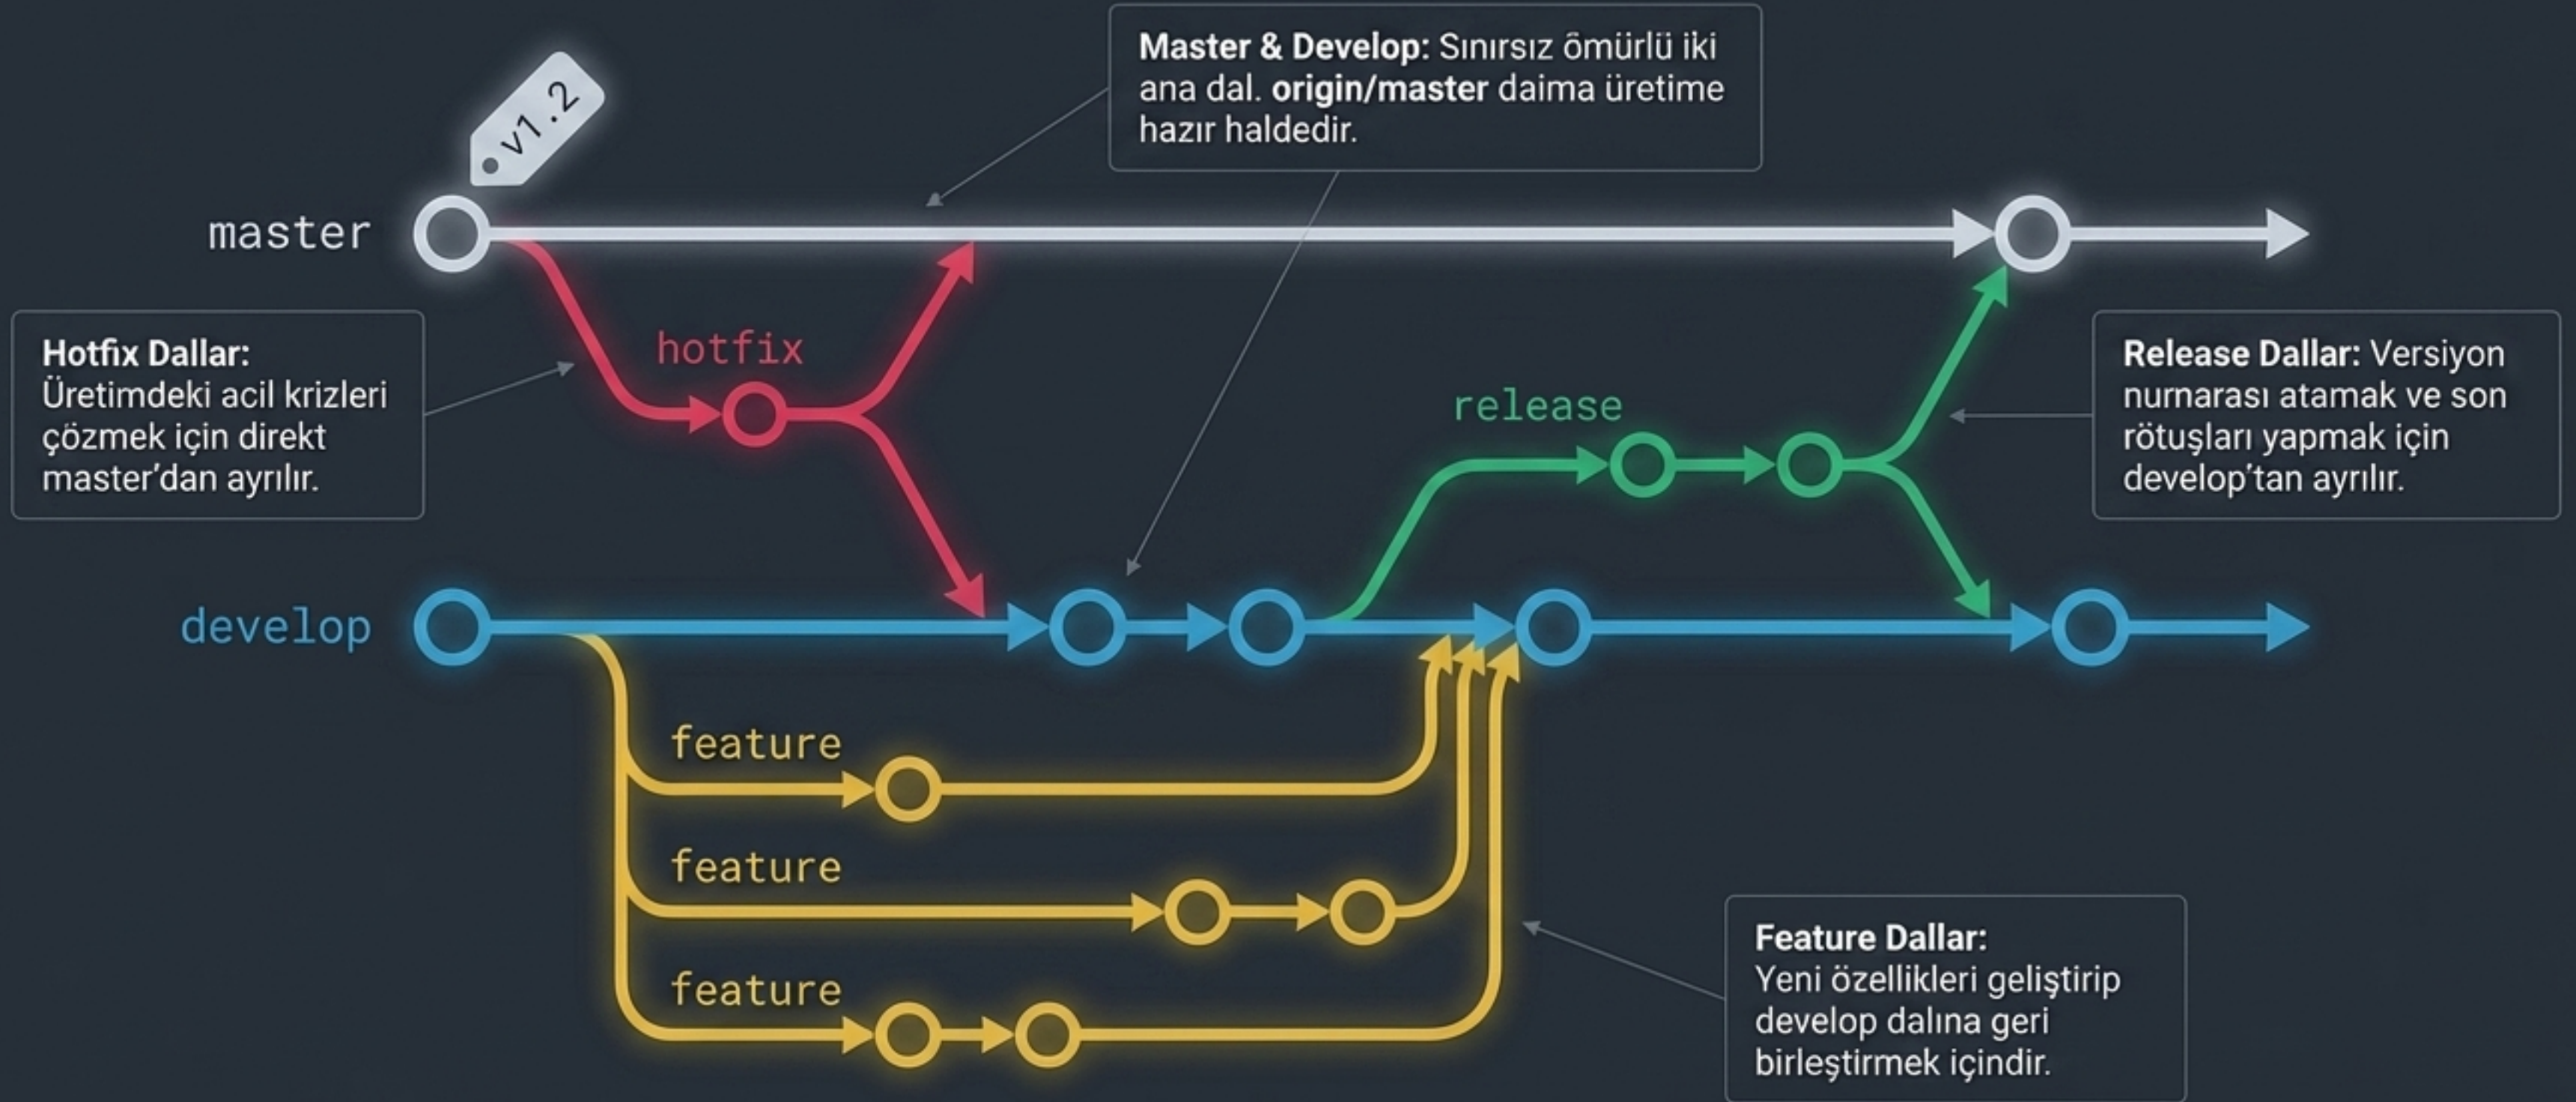 v1.2
Master & Develop: Sınırsız ömürlü iki
ana dal. origin/master daima üretime
hazır haldedir.
master
Hotfix Dallar:
Üretimdeki acil krizleri
çözmek için direkt
master'dan ayrılır.
hotfix
release
Release Dallar: Versiyon
nurnarası atamak ve son
rötuşları yapmak için
develop'tan ayrılır.
develop
feature
feature
feature
Feature Dallar:
Yeni özellikleri geliştirip
develop dalına geri
birleştirmek içindir.